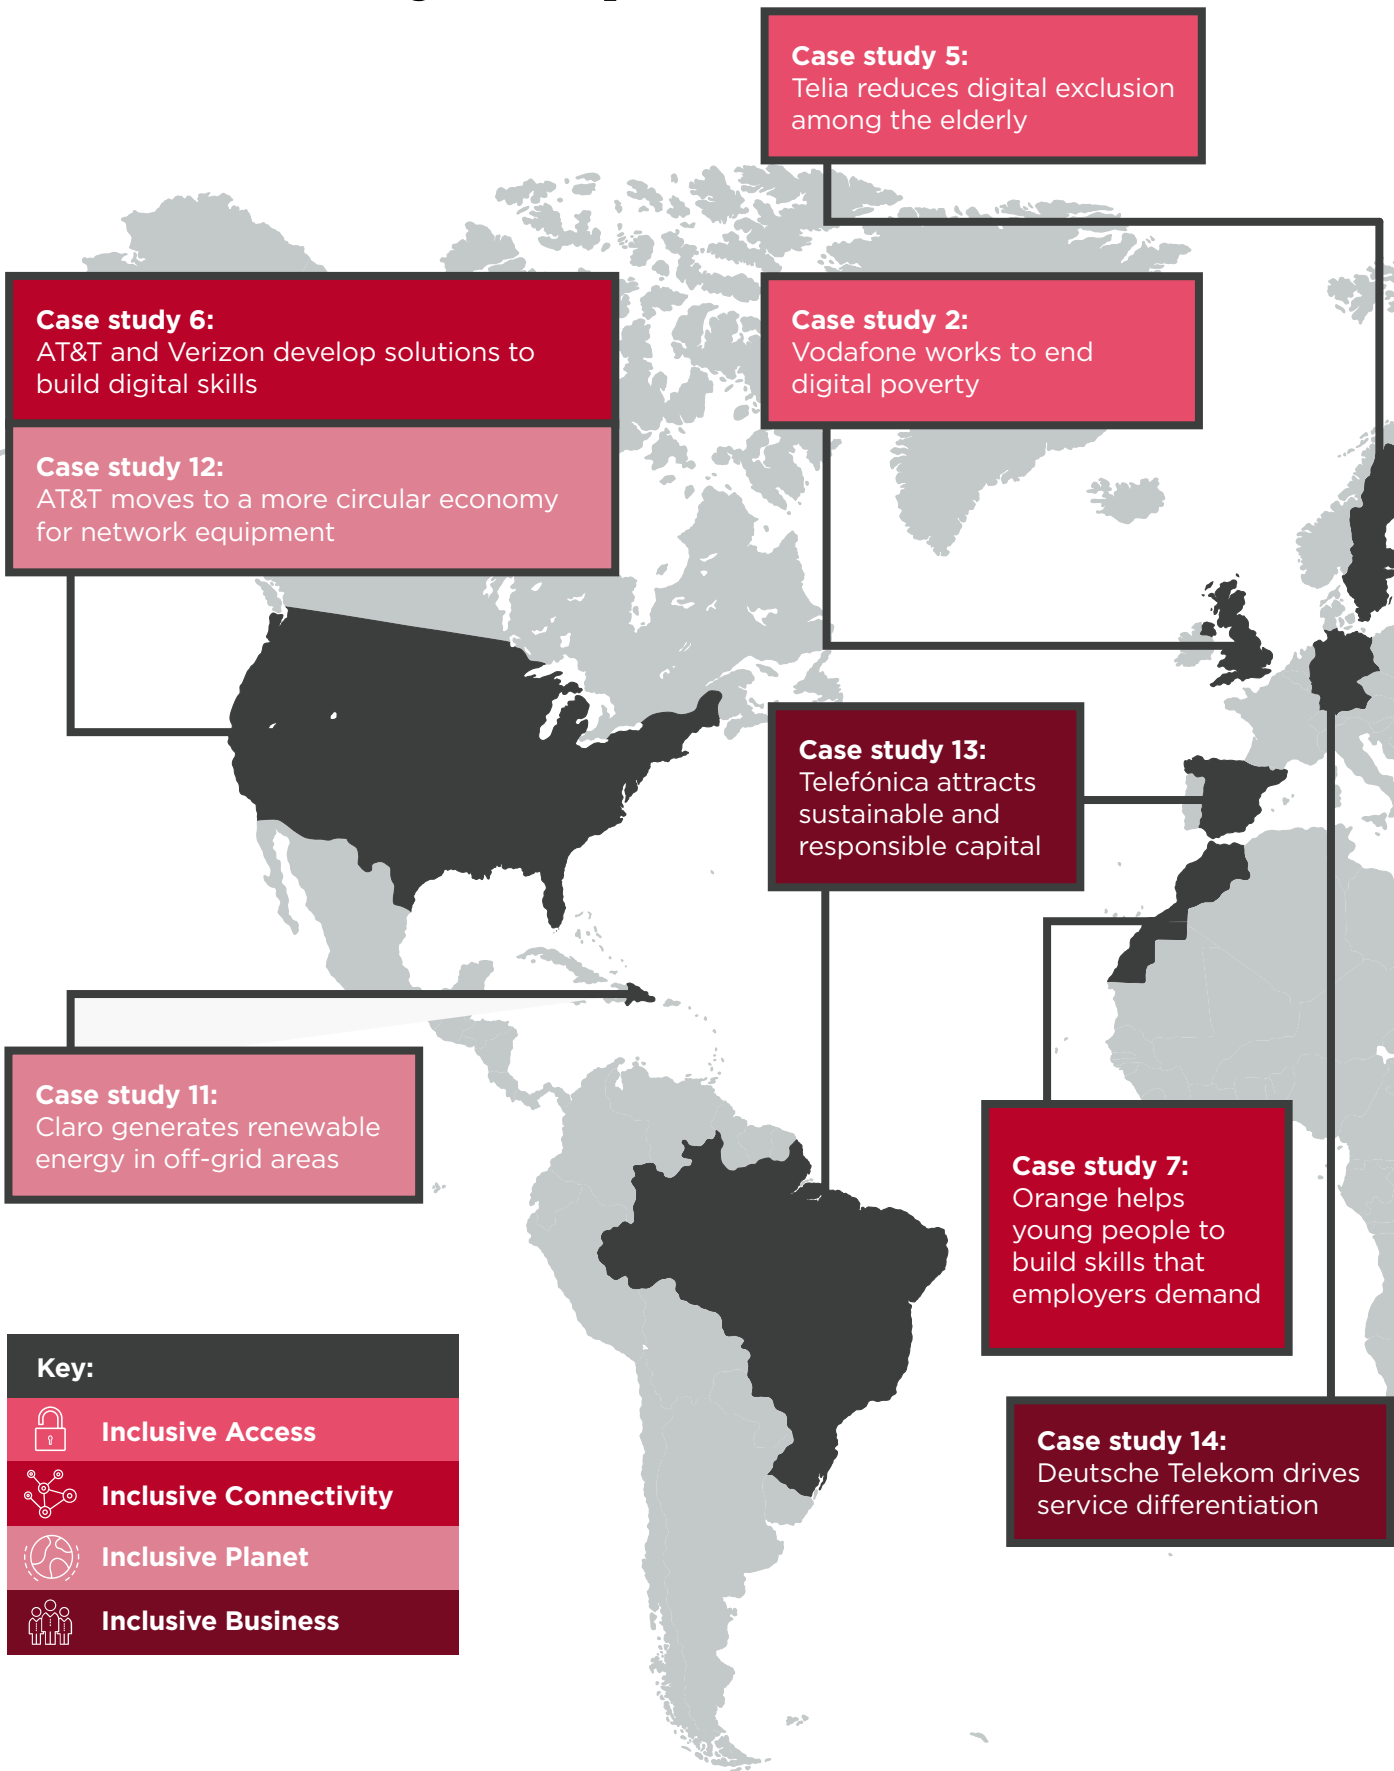 Case study 5:
Telia reduces digital exclusion
among the elderly
Case study 6:
AT&T and Verizon develop solutions to
build digital skills
Case study 2:
Vodafone works to end
digital poverty
Case study 12:
AT&T moves to a more circular economy
for network equipment
Case study 13:
Telefónica attracts
sustainable and
responsible capital
Case study 11:
Claro generates renewable
energy in off-grid areas
Case study 7:
Orange helps
young people to
build skills that
employers demand
Key:
Inclusive Access
Inclusive Connectivity
Inclusive Planet
Inclusive Business
Case study 14:
Deutsche Telekom drives
service differentiation